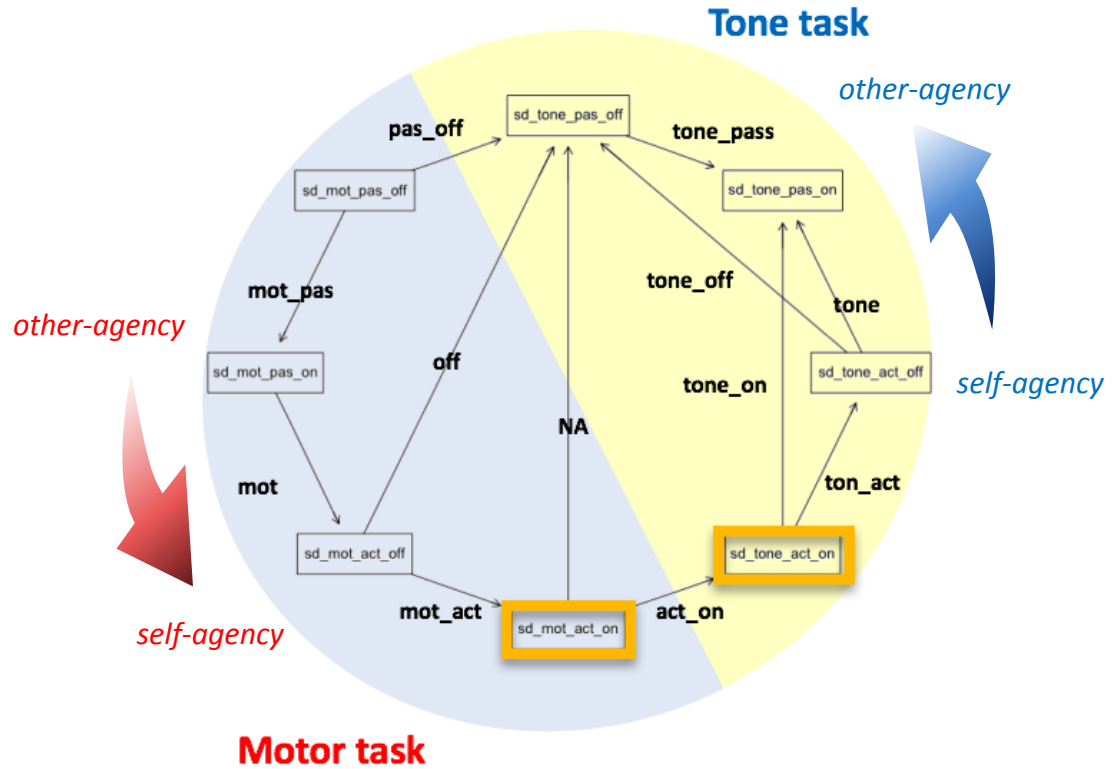 Tone task
other-agency
sd_tone_pas_off
pas_off
tone_pass
sd_mot_pas_off
sd_tone_pas_on
tone_off
mot_pas
tone
other-agency
off
sd_mot_pas_on
sd_tone_act_off
tone_on
self-agency
NA
mot
ton_act
sd_mot_act_off
sd_tone_act_on
mot_act
act_on
sd_mot_act_on
self-agency
Motor task